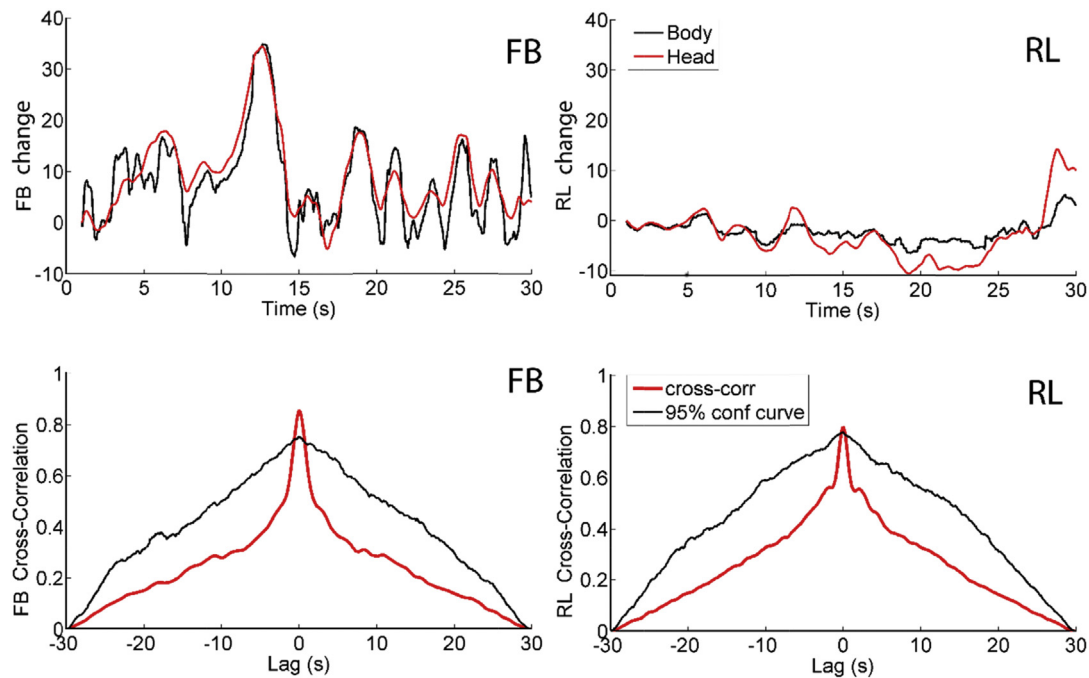 FB
FB change
40
30
20
10
0
-10
0 5 10 15 20 25 30
Time (s)
RL
RL change
Body
Head
40
30
20
10
0
-10
0 5 10 15 20 25 30
Time (s)
FB
FB Cross-Correlation
1
0.8
0.6
0.4
0.2
0
-30 -20 -10 0 10 20 30
Lag (s)
RL
RL Cross-Correlation
cross-corr
95% conf curve
1
0.8
0.6
0.4
0.2
0
-30 -20 -10 0 10 20 30
Lag (s)